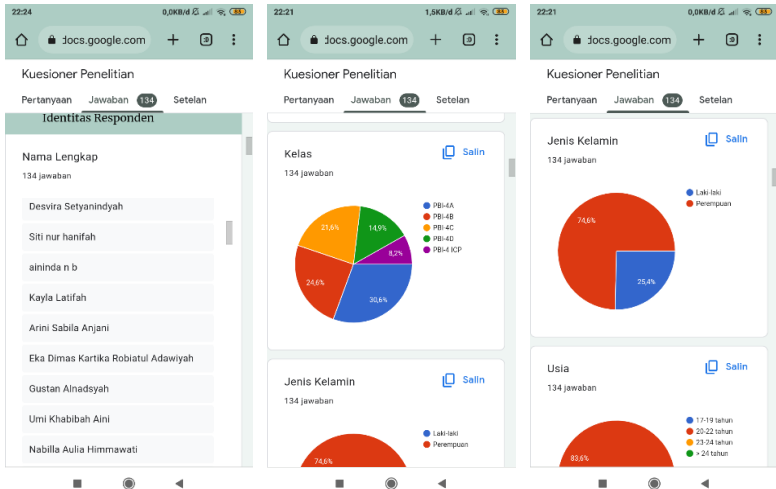 22:24 0,0KB/d 83
docs.google.com
Kuesioner Penelitian
Pertanyaan Jawaban 134 Setelan
Identitas Responden
Nama Lengkap
134 jawaban
Desvira Setyanindyah
Siti nur hanifah
aininda n b
Kayla Latifah
Arini Sabila Anjani
Eka Dimas Kartika Robiatul Adawiyah
Gustan Alnadsyah
Umi Khabibah Aini
Nabilla Aulia Himmawati
22:21 1,5KB/d 83
docs.google.com
Kuesioner Penelitian
Pertanyaan Jawaban 134 Setelan
Kelas
Salin
134 jawaban
PBI-4A
PBI-4B
PBI-4C
PBI-4D
PBI-4 ICP
21,6%
14,9%
8,2%
24,6%
30,6%
Jenis Kelamin
Salin
134 jawaban
Laki-laki
Perempuan
74,6%
22:21 0,0KB/d 83
docs.google.com
Kuesioner Penelitian
Pertanyaan Jawaban 134 Setelan
Jenis Kelamin
Salin
134 jawaban
Laki-laki
Perempuan
74,6%
25,4%
Usia
Salin
134 jawaban
17-19 tahun
20-22 tahun
23-24 tahun
> 24 tahun
83,6%